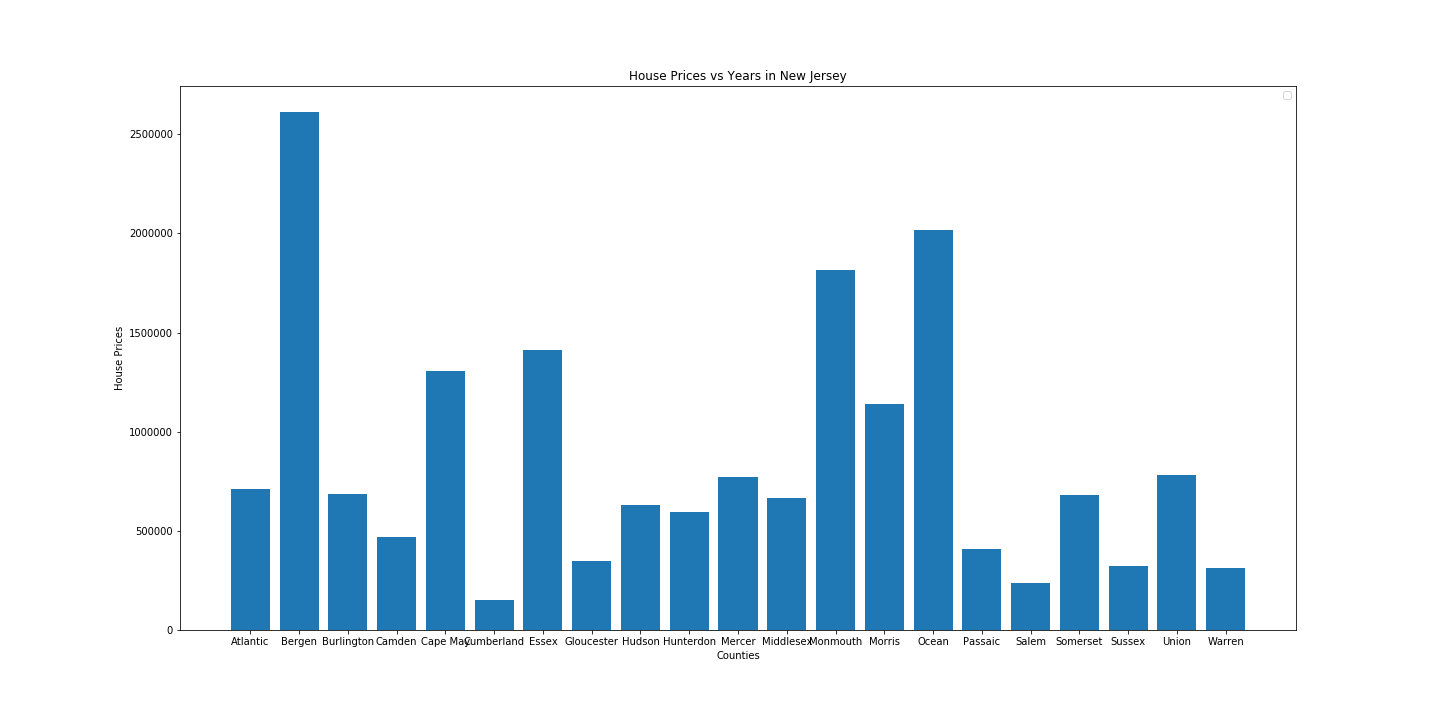 House Prices vs Years in New Jersey
2500000
2000000
1500000
1000000
500000
0
House Prices
Atlantic Bergen Burlington Camden Cape May Cumberland Essex Gloucester Hudson Hunterdon Mercer Middlesex Monmouth Morris Ocean Passaic Salem Somerset Sussex Union Warren
Counties